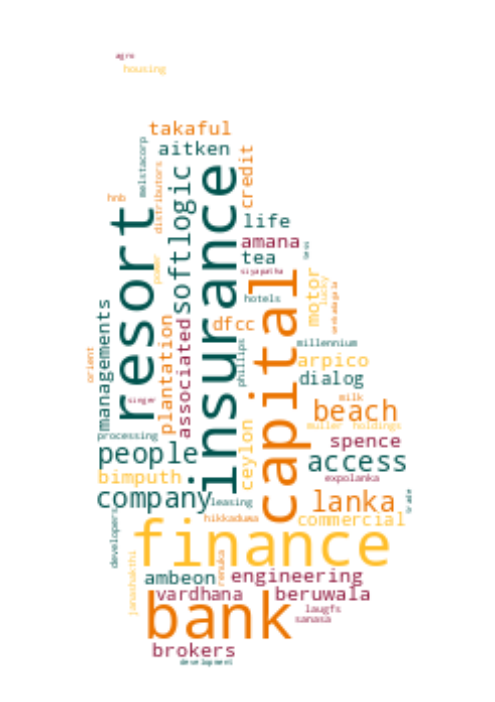 agro
housing
takaful
aitken
melstacorp
distributors
credit
hnb
softlogic
insurance
resort
life
amana
tea
less
siyapatha
power
hotels
motor
lucky
capital
dfcc
managements
plantation
associated
phillips
millennium
orient
arpico
dialog
singer
milk
beach
muller
holdings
processing
spence
people
ceylon
access
bimputh
expolanka
company
leasing
lanka
trade
hikkaduwa
commercial
developers
finance
renuka
janashakthi
ambeon
engineering
vardhana
beruwala
bank
laugfs
sanasa
brokers
development